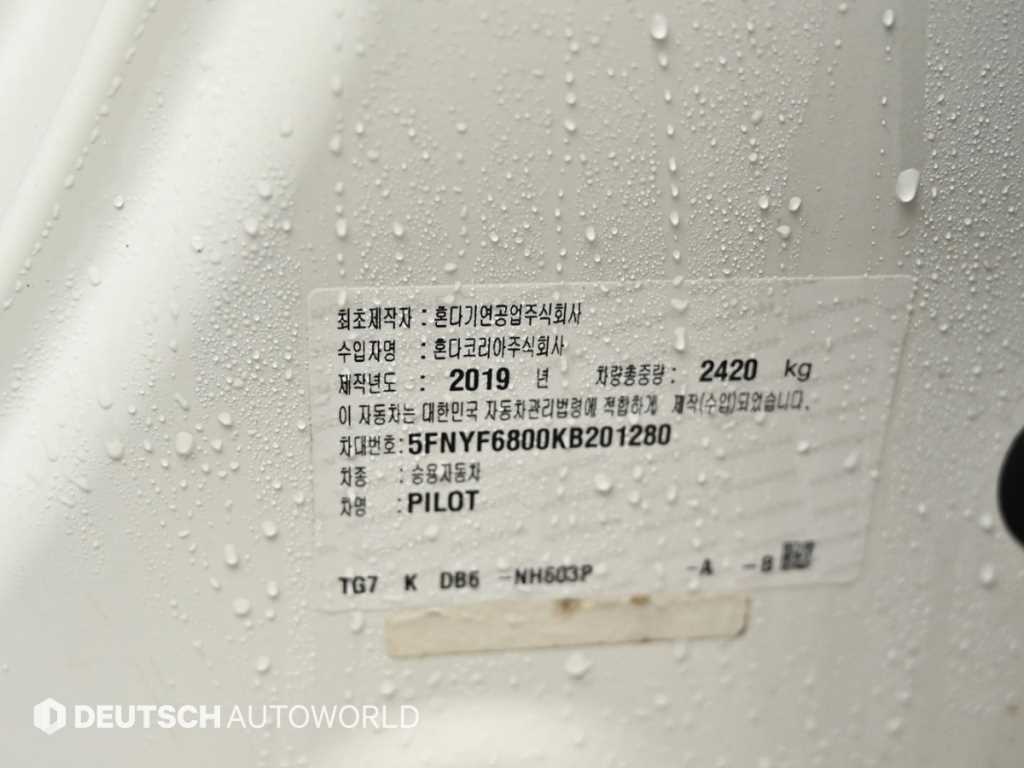 최초제작자 : 혼다기연공업주식회사
수입자명 : 혼다코리아주식회사
제작년도 : 2019 년 차량총중량 : 2420 kg
이 자동차는 대한민국 자동차관리법령에 적합하게 제작(수입)되었습니다.
차대번호: 5FNYF6800KB201280
차종 : 승용자동차
차명 : PILOT
TG7 K DB6 -NH603P -A -B
DEUTSCH AUTOWORLD